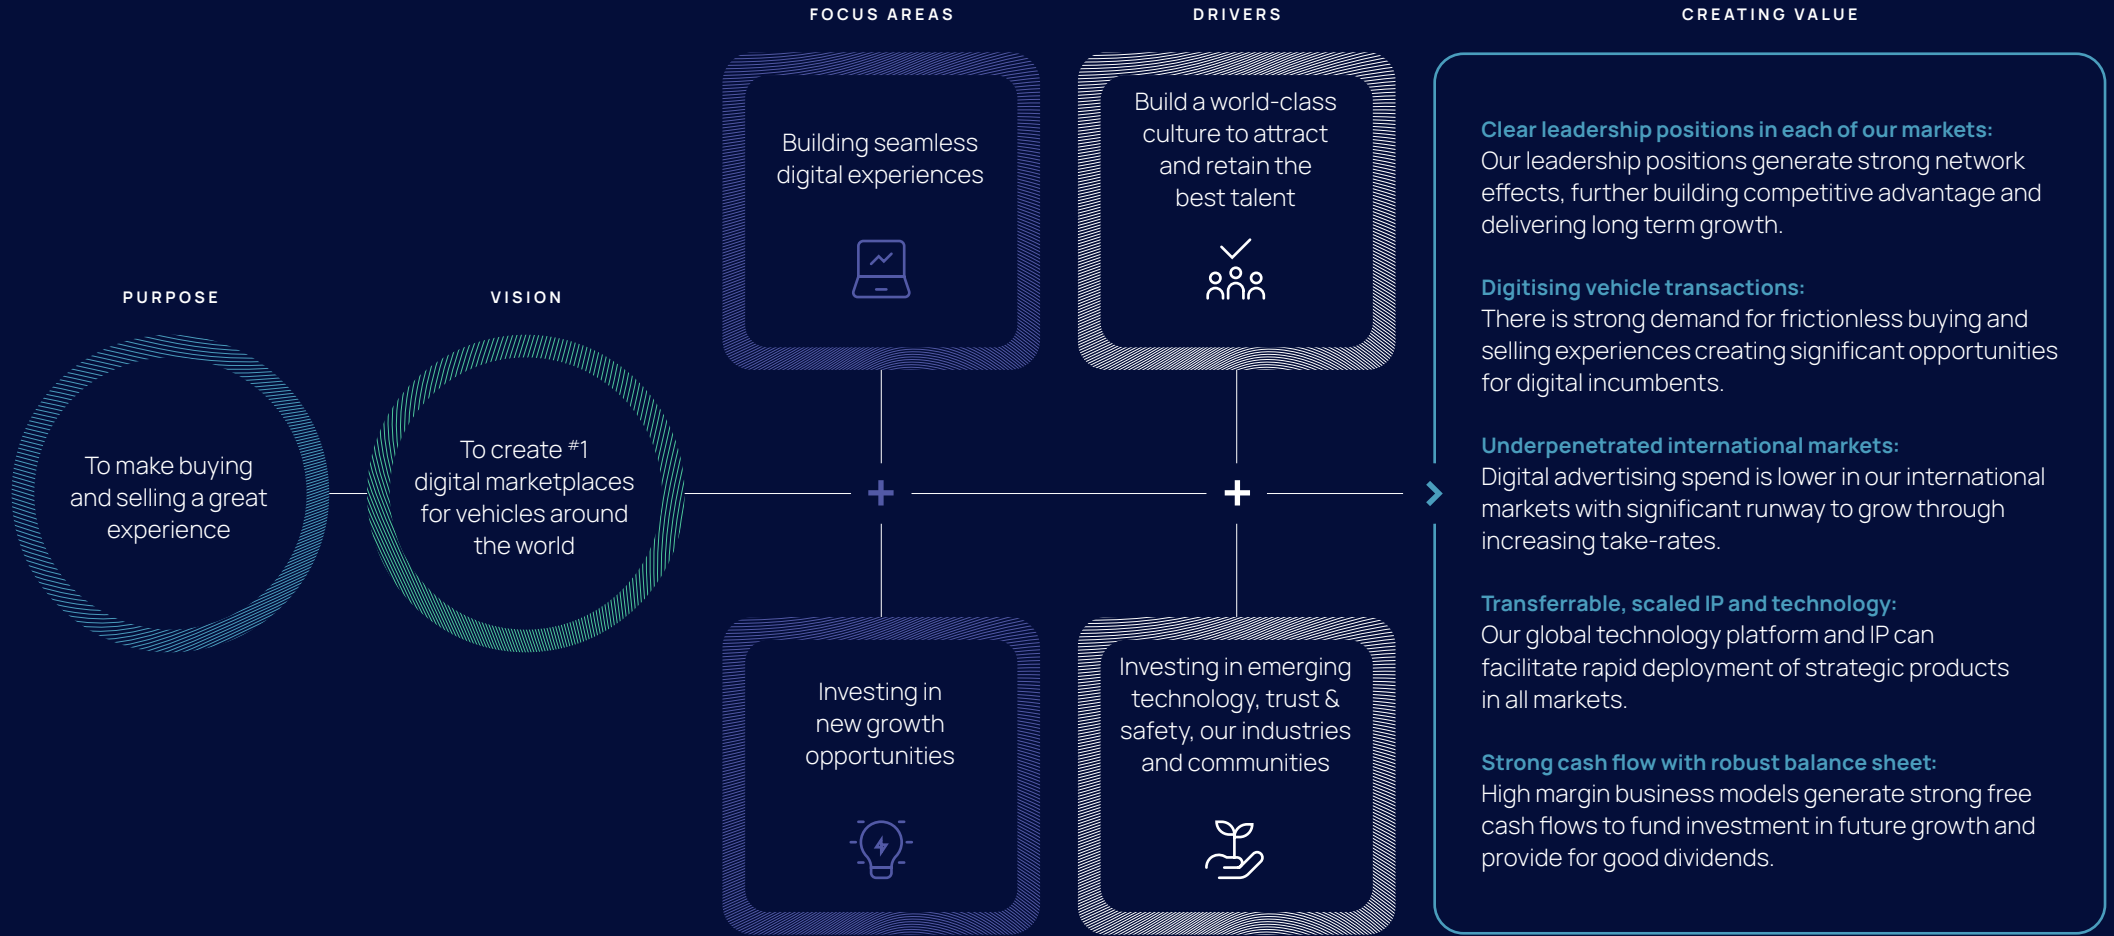 PURPOSE
To make buying
and selling a great
experience
VISION
To create #1
digital marketplaces
for vehicles around
the world
FOCUS AREAS
Building seamless
digital experiences
Investing in
new growth
opportunities
DRIVERS
Build a world-class
culture to attract
and retain the
best talent
Investing in emerging
technology, trust &
safety, our industries
and communities
CREATING VALUE
Clear leadership positions in each of our markets:
Our leadership positions generate strong network
effects, further building competitive advantage and
delivering long term growth.
Digitising vehicle transactions:
There is strong demand for frictionless buying and
selling experiences creating significant opportunities
for digital incumbents.
Underpenetrated international markets:
Digital advertising spend is lower in our international
markets with significant runway to grow through
increasing take-rates.
Transferrable, scaled IP and technology:
Our global technology platform and IP can
facilitate rapid deployment of strategic products
in all markets.
Strong cash flow with robust balance sheet:
High margin business models generate strong free
cash flows to fund investment in future growth and
provide for good dividends.